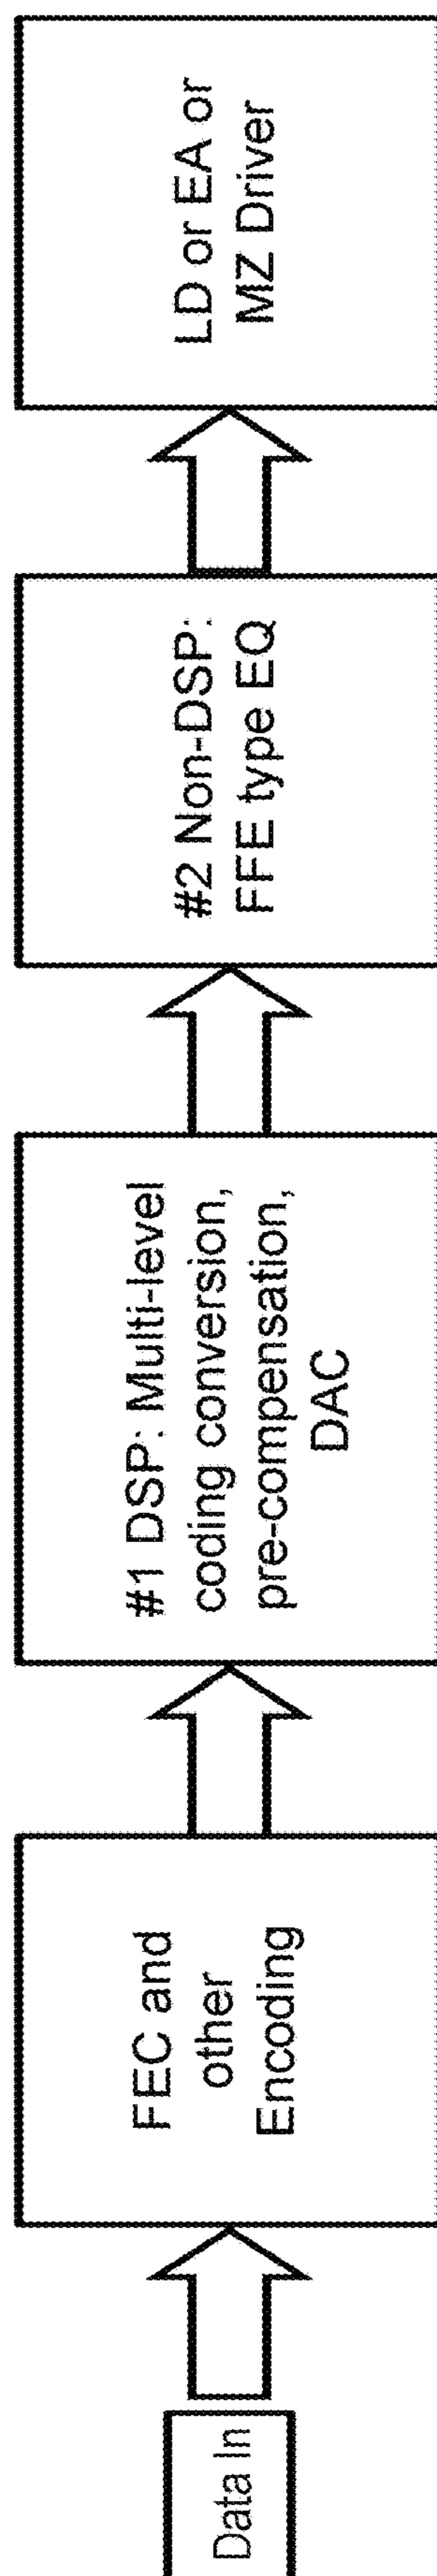 Data In
FEC and
other
Encoding
#1 DSP: Multi-level
coding conversion,
pre-compensation,
DAC
#2 Non-DSP:
FFE type EQ
LD or EA or
MZ Driver